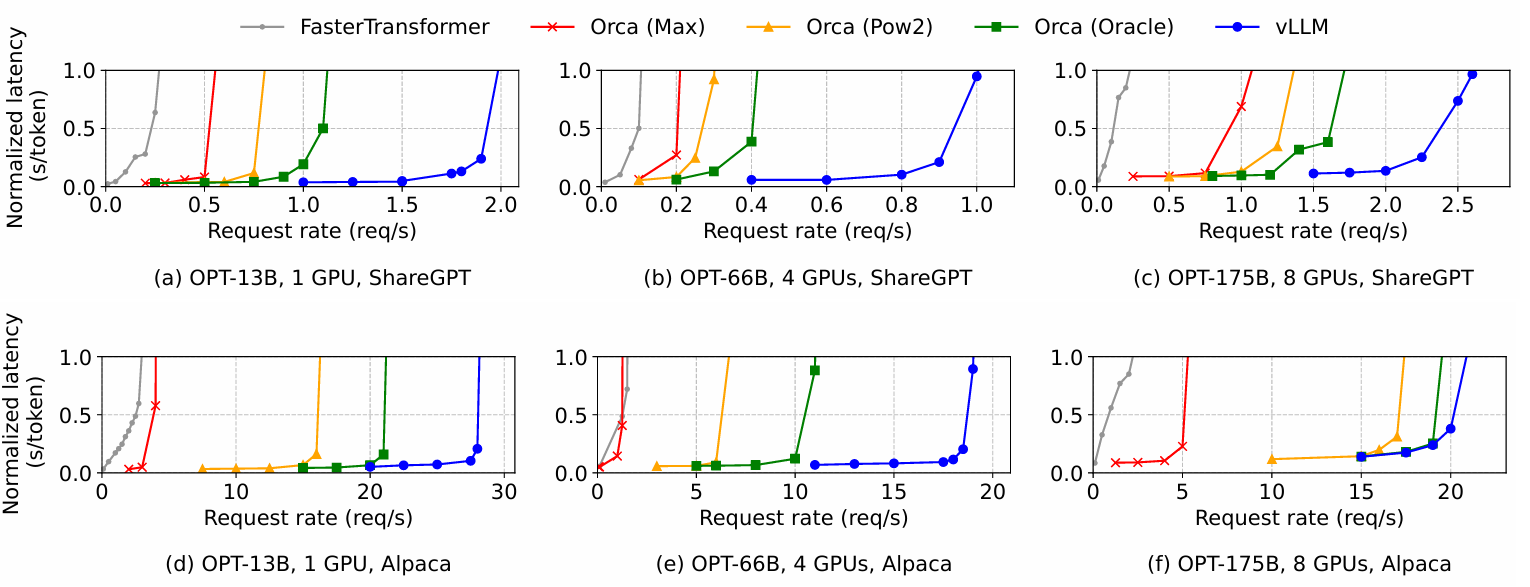 FasterTransformer Orca (Max) Orca (Pow2) Orca (Oracle) vLLM
Normalized latency
(s/token)
1.0
0.5
0.0
0.0 0.5 1.0 1.5 2.0
Request rate (req/s)
(a) OPT-13B, 1 GPU, ShareGPT
1.0
0.5
0.0
0.0 0.2 0.4 0.6 0.8 1.0
Request rate (req/s)
(b) OPT-66B, 4 GPUs, ShareGPT
1.0
0.5
0.0
0.0 0.5 1.0 1.5 2.0 2.5
Request rate (req/s)
(c) OPT-175B, 8 GPUs, ShareGPT
Normalized latency
(s/token)
1.0
0.5
0.0
0 10 20 30
Request rate (req/s)
(d) OPT-13B, 1 GPU, Alpaca
1.0
0.5
0.0
0 5 10 15 20
Request rate (req/s)
(e) OPT-66B, 4 GPUs, Alpaca
1.0
0.5
0.0
0 5 10 15 20
Request rate (req/s)
(f) OPT-175B, 8 GPUs, Alpaca